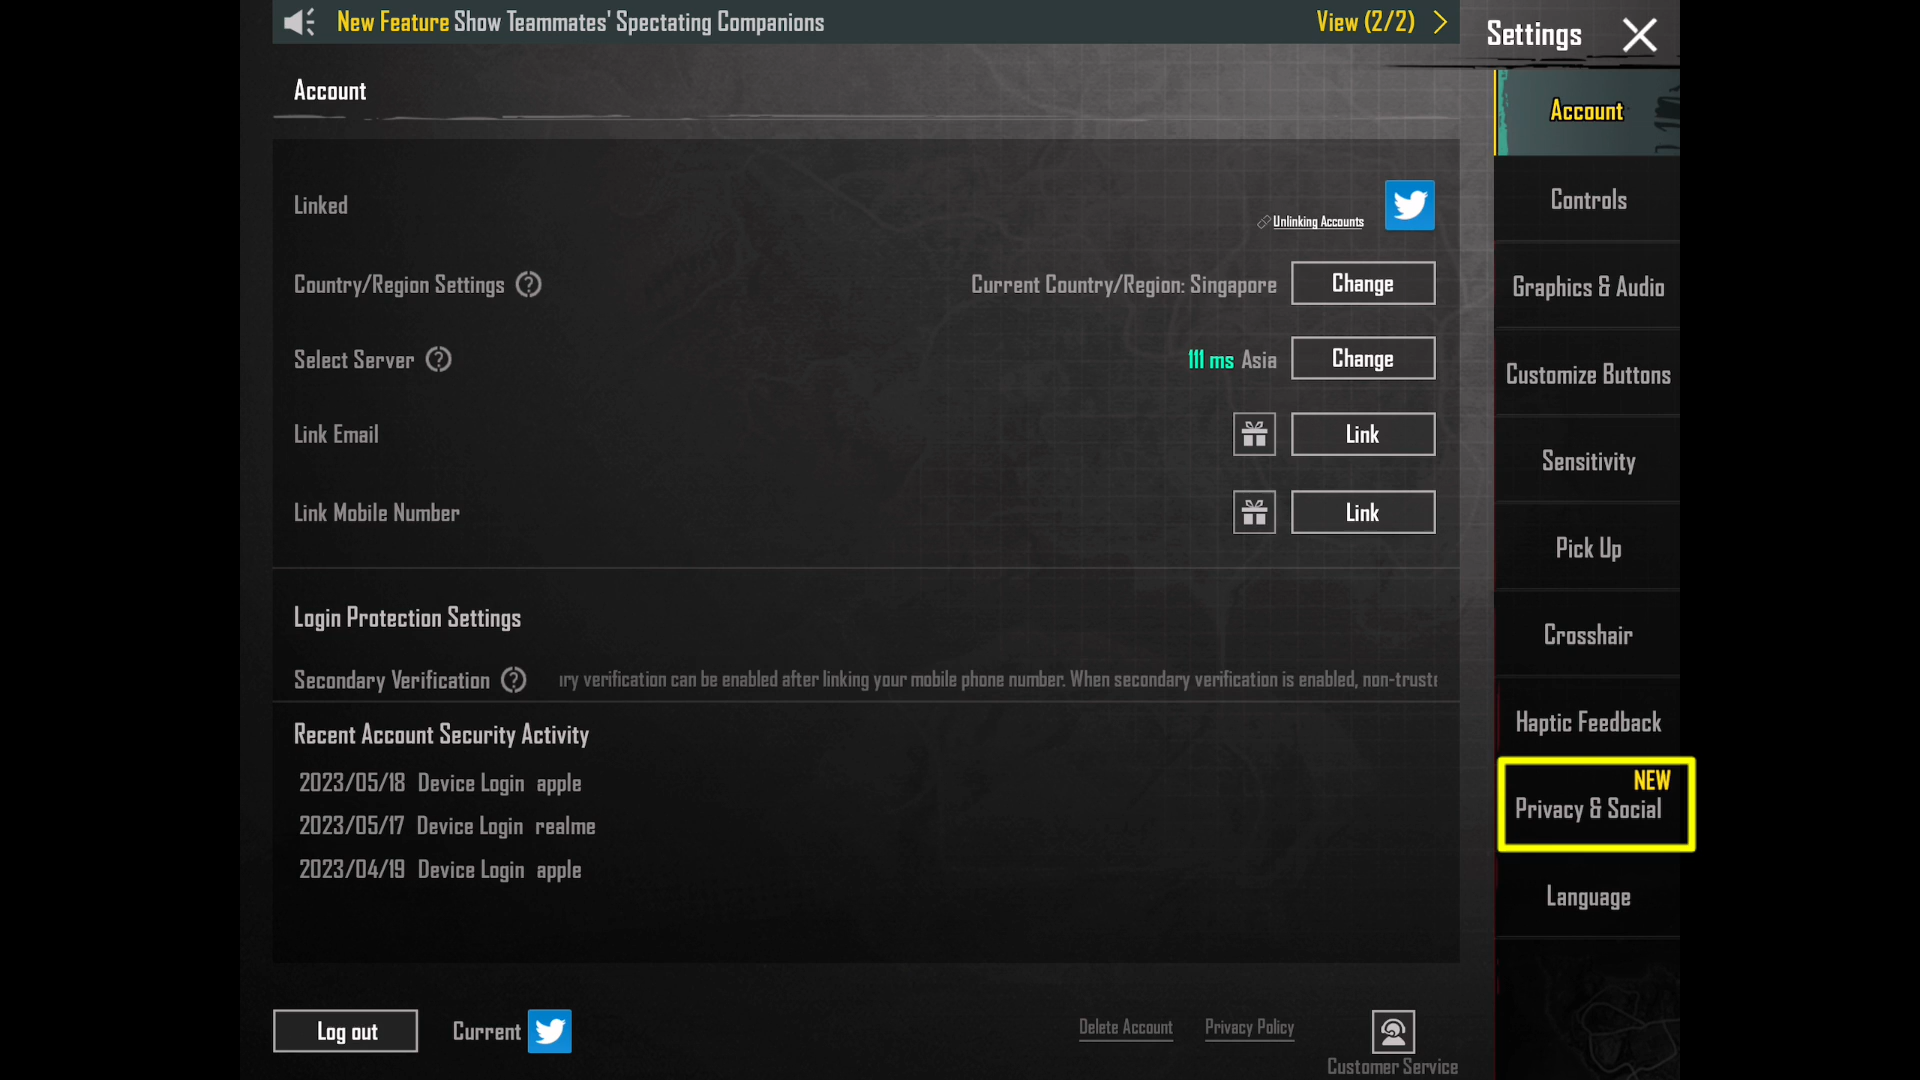 New Feature Show Teammates' Spectating Companions
View (2/2)
Settings
Account
Account
Linked
Unlinking Accounts
Controls
Country/Region Settings
Current Country/Region: Singapore
Change
Graphics & Audio
Select Server
111 ms Asia
Change
Customize Buttons
Link Email
Link
Sensitivity
Link Mobile Number
Link
Pick Up
Login Protection Settings
Crosshair
Secondary Verification
ry verification can be enabled after linking your mobile phone number. When secondary verification is enabled, non-truste
Recent Account Security Activity
Haptic Feedback
2023/05/18 Device Login apple
NEW
Privacy & Social
2023/05/17 Device Login realme
2023/04/19 Device Login apple
Language
Log out
Current
Delete Account
Privacy Policy
Customer Service